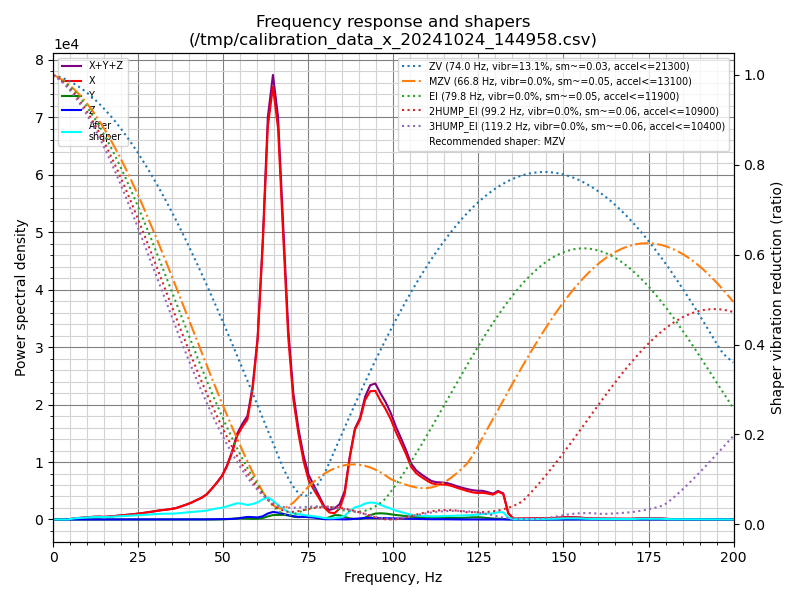 Frequency response and shapers
(/tmp/calibration_data_x_20241024_144958.csv)
1e4
X+Y+Z
X
Y
Z
After
shaper
ZV (74.0 Hz, vibr=13.1%, sm~=0.03, accel<=21300)
MZV (66.8 Hz, vibr=0.0%, sm~=0.05, accel<=13100)
EI (79.8 Hz, vibr=0.0%, sm~=0.05, accel<=11900)
2HUMP_EI (99.2 Hz, vibr=0.0%, sm~=0.06, accel<=10900)
3HUMP_EI (119.2 Hz, vibr=0.0%, sm~=0.06, accel<=10400)
Recommended shaper: MZV
8
7
6
5
4
3
2
1
0
Power spectral density
1.0
0.8
0.6
0.4
0.2
0.0
Shaper vibration reduction (ratio)
0 25 50 75 100 125 150 175 200
Frequency, Hz